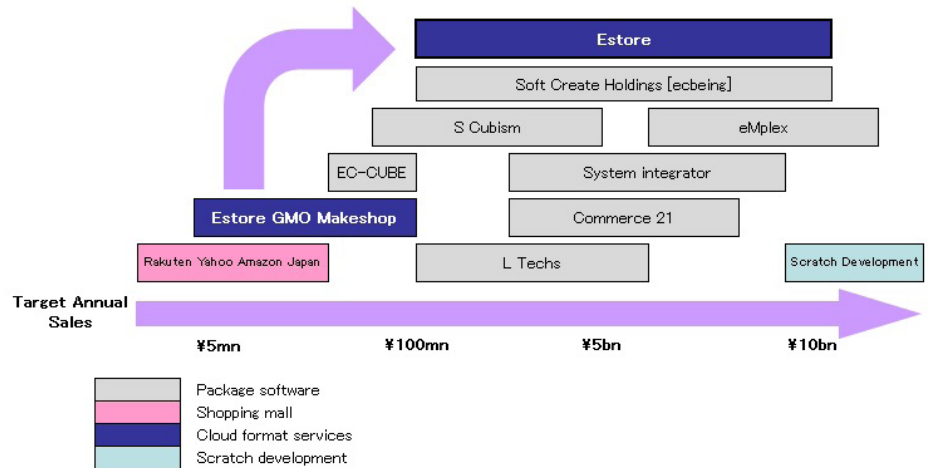 Estore
Soft Create Holdings [ecbeing]
S Cubism
eMplex
EC-CUBE
System integrator
Estore GMO Makeshop
Commerce 21
Rakuten Yahoo Amazon Japan
L Techs
Scratch Development
Target Annual
Sales
¥5mn
¥100mn
¥5bn
¥10bn
Package software
Shopping mall
Cloud format services
Scratch development